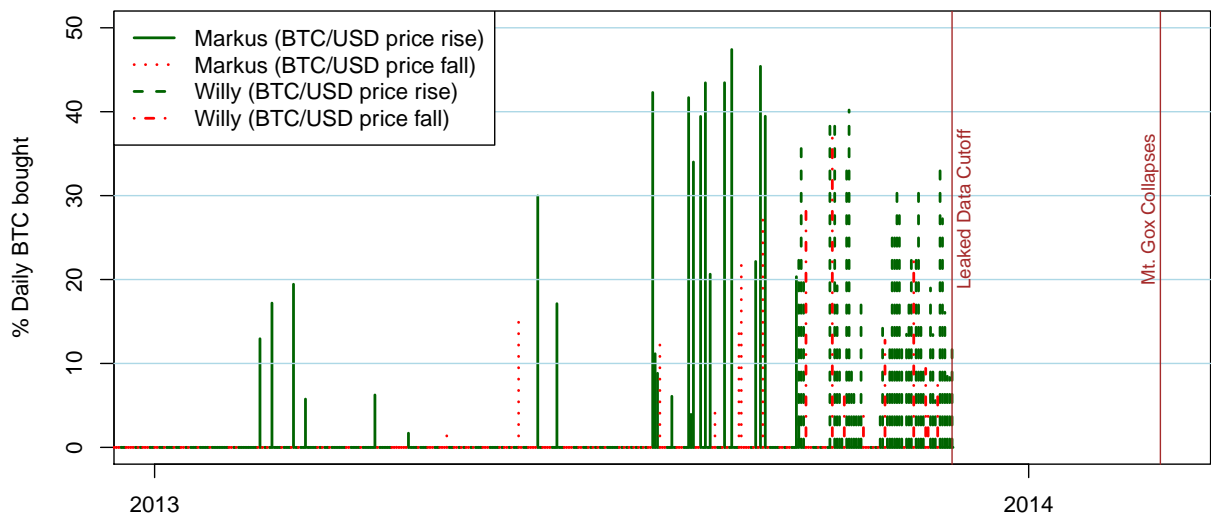 Markus (BTC/USD price rise)
Markus (BTC/USD price fall)
Willy (BTC/USD price rise)
Willy (BTC/USD price fall)
% Daily BTC bought
50
40
30
20
10
0
Leaked Data Cutoff
Mt. Gox Collapses
2013
2014